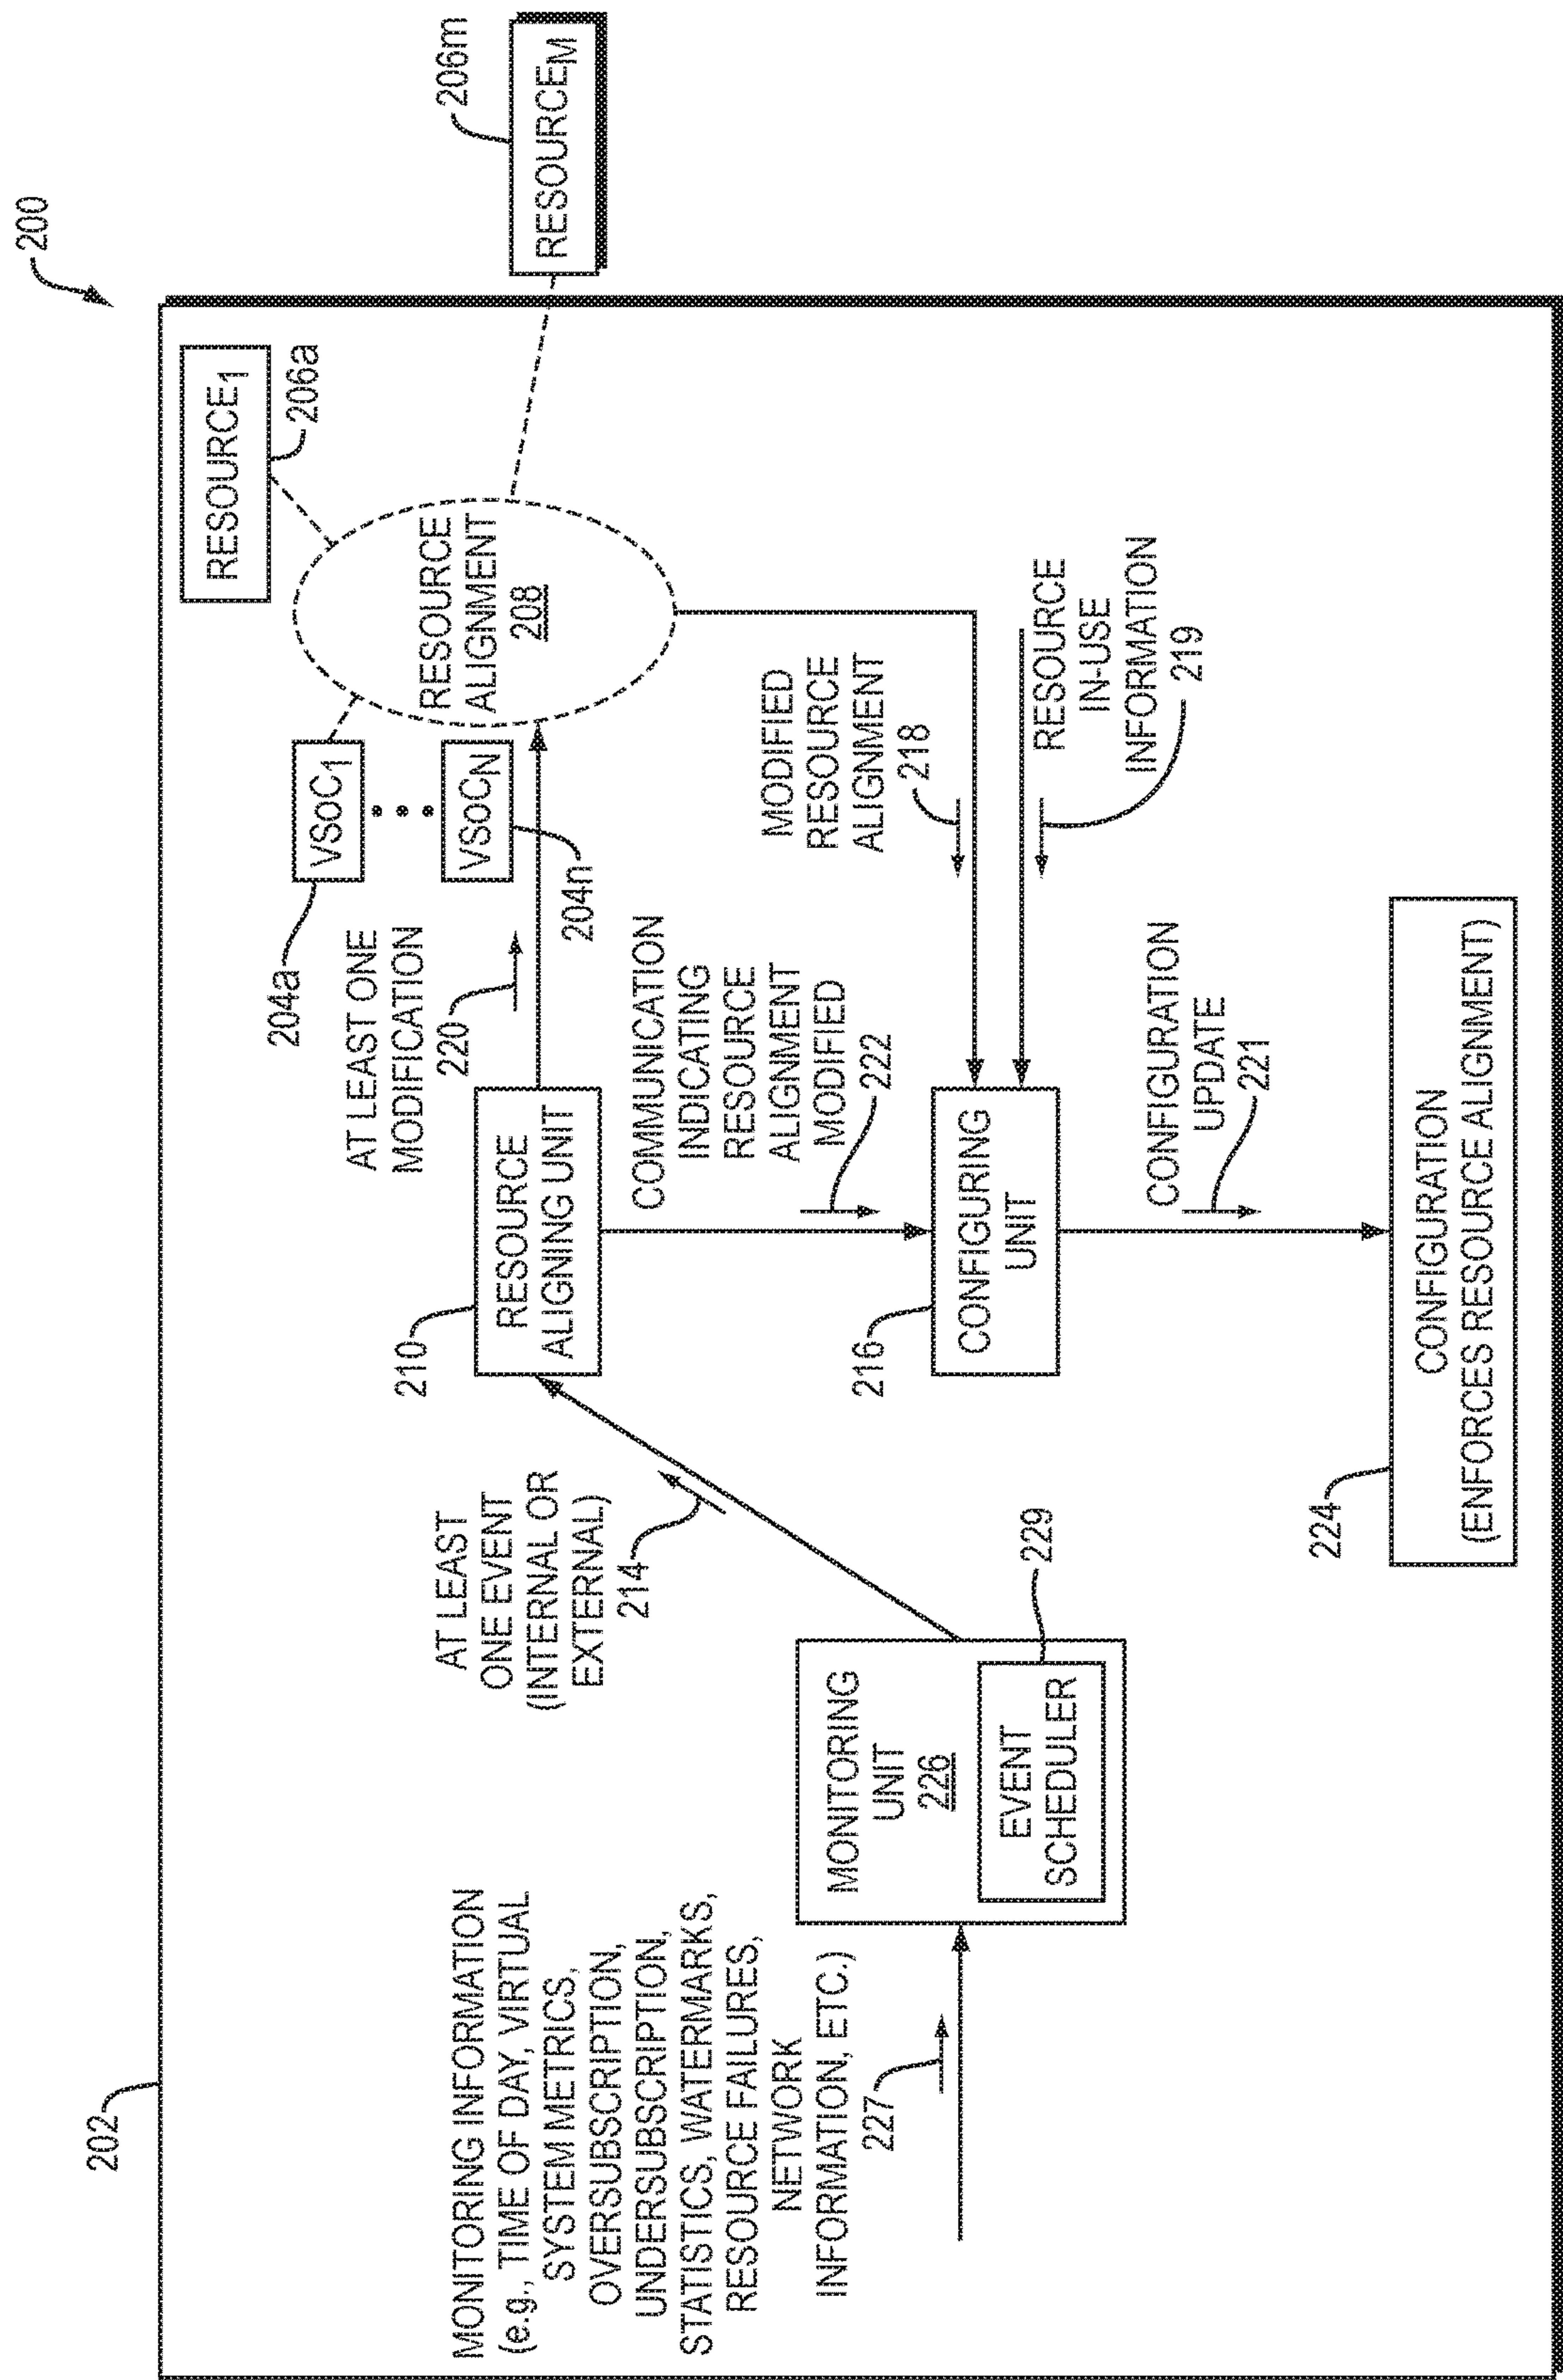 200
202
MONITORING INFORMATION
(e.g., TIME OF DAY, VIRTUAL
SYSTEM METRICS,
OVERSUBSCRIPTION,
UNDERSUBSCRIPTION,
STATISTICS, WATERMARKS,
RESOURCE FAILURES,
NETWORK
INFORMATION, ETC.)
227
MONITORING
UNIT
226
EVENT
SCHEDULER
229
AT LEAST
ONE EVENT
(INTERNAL OR
EXTERNAL)
214
210
RESOURCE
ALIGNING UNIT
AT LEAST ONE
MODIFICATION
220
204a
VSoC1
VSoCN
204n
RESOURCE
ALIGNMENT
208
RESOURCE1
206a
RESOURCEM
206m
COMMUNICATION
INDICATING
RESOURCE
ALIGNMENT
MODIFIED
222
MODIFIED
RESOURCE
ALIGNMENT
218
216
CONFIGURING
UNIT
RESOURCE
IN-USE
INFORMATION
219
CONFIGURATION
UPDATE
221
224
CONFIGURATION
(ENFORCES RESOURCE ALIGNMENT)